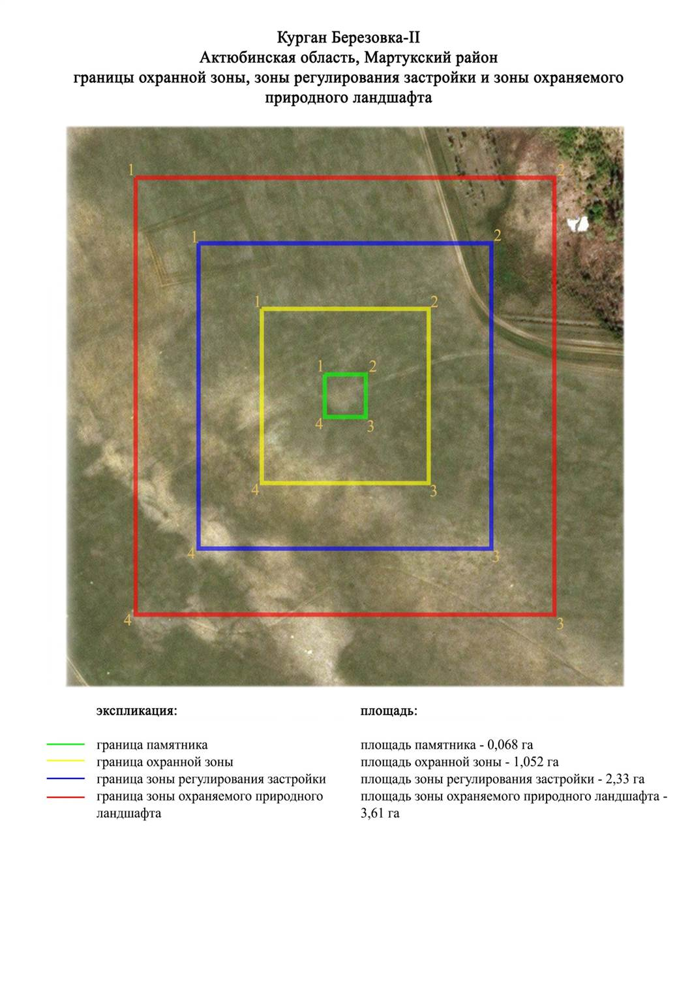 Курган Березовка-II
Актюбинская область, Мартукский район
границы охранной зоны, зоны регулирования застройки и зоны охраняемого
природного ландшафта
1
2
1
2
1
2
1
2
4
3
4
3
4
3
4
3
экспликация:
площадь:
граница памятника
площадь памятника - 0,068 га
граница охранной зоны
площадь охранной зоны - 1,052 га
граница зоны регулирования застройки
площадь зоны регулирования застройки - 2,33 га
граница зоны охраняемого природного
ландшафта
площадь зоны охраняемого природного ландшафта -
3,61 га